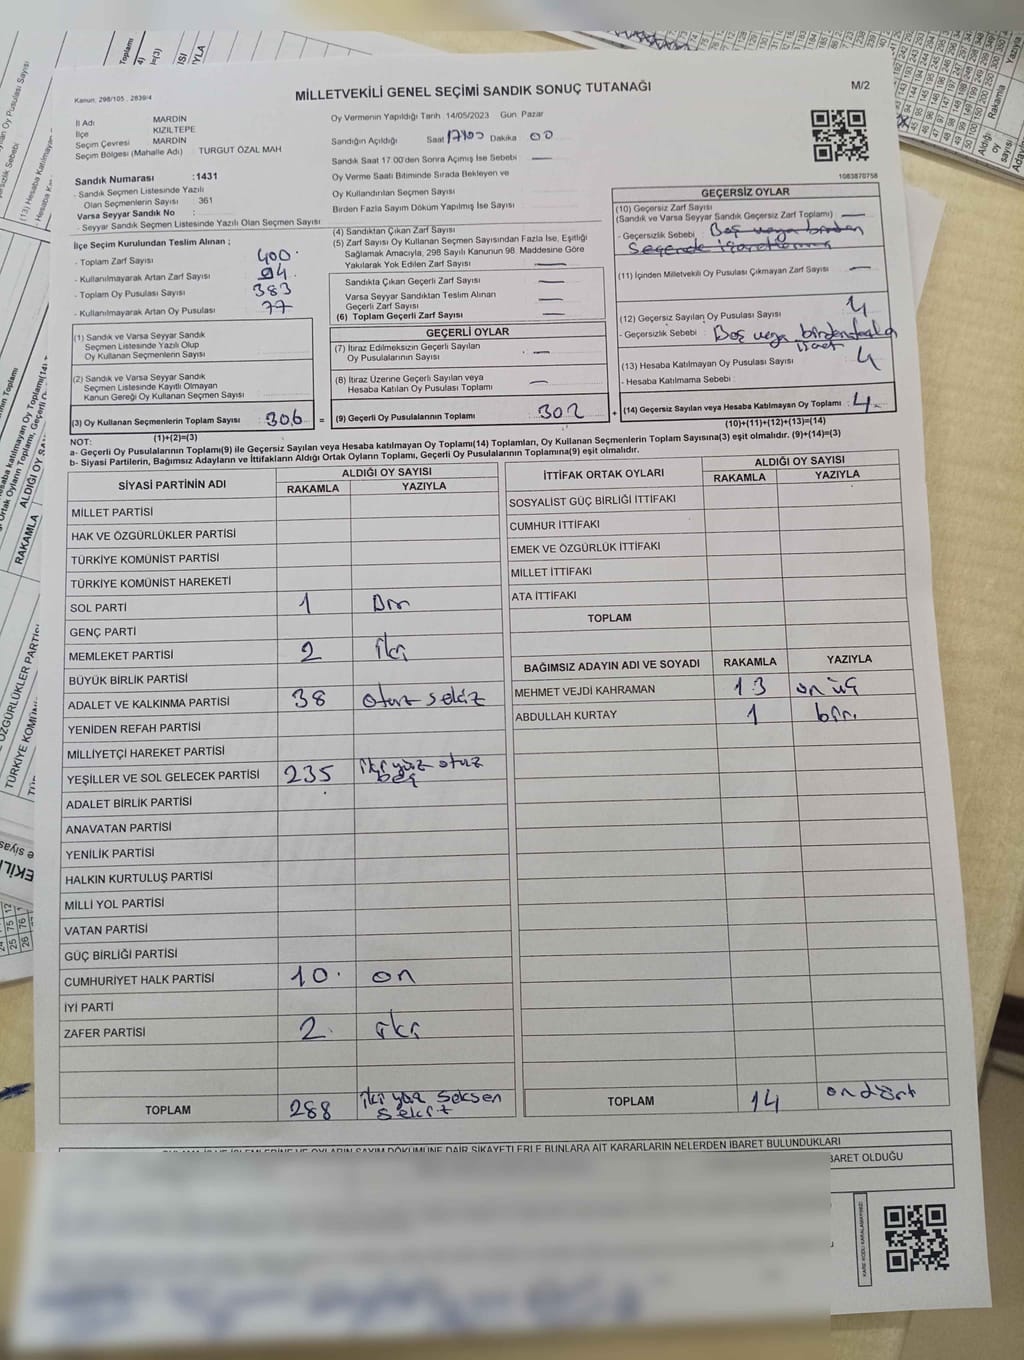 Kanun: 298/105, 2839/4
MİLLETVEKİLİ GENEL SEÇİMİ SANDIK SONUÇ TUTANAĞI
M/2
İl Adı MARDİN
İlçe KIZILTEPE
Seçim Çevresi MARDİN
Seçim Bölgesi (Mahalle Adı) TURGUT ÖZAL MAH
Sandık Numarası :1431
- Sandık Seçmen Listesinde Yazılı
Olan Seçmenlerin Sayısı : 361
Varsa Seyyar Sandık No :
- Seyyar Sandık Seçmen Listesinde Yazılı Olan Seçmen Sayısı :
Oy Vermenin Yapıldığı Tarih :14/05/2023 Gün: Pazar
Sandığın Açıldığı Saat 17:00 Dakika 00
Sandık Saat 17:00'den Sonra Açılmış İse Sebebi —
Oy Verme Saati Bitiminde Sırada Bekleyen ve
Oy Kullandırılan Seçmen Sayısı
Birden Fazla Sayım Döküm Yapılmış İse Sayısı
1083870758
İlçe Seçim Kurulundan Teslim Alınan ;
- Toplam Zarf Sayısı 400
- Kullanılmayarak Artan Zarf Sayısı 94
- Toplam Oy Pusulası Sayısı 383
- Kullanılmayarak Artan Oy Pusulası 77
(1) Sandık ve Varsa Seyyar Sandık
Seçmen Listesinde Yazılı Olup
Oy Kullanan Seçmenlerin Sayısı
(2) Sandık ve Varsa Seyyar Sandık
Seçmen Listesinde Kayıtlı Olmayan
Kanun Gereği Oy Kullanan Seçmen Sayısı
(3) Oy Kullanan Seçmenlerin Toplam Sayısı 306 =
(1)+(2)=(3)
(4) Sandıktan Çıkan Zarf Sayısı
(5) Zarf Sayısı Oy Kullanan Seçmen Sayısından Fazla İse, Eşitliği
Sağlamak Amacıyla, 298 Sayılı Kanunun 98. Maddesine Göre
Yakılarak Yok Edilen Zarf Sayısı —
Sandıkta Çıkan Geçerli Zarf Sayısı —
Varsa Seyyar Sandıktan Teslim Alınan
Geçerli Zarf Sayısı —
(6) Toplam Geçerli Zarf Sayısı —
GEÇERLİ OYLAR
(7) İtiraz Edilmeksizin Geçerli Sayılan
Oy Pusulalarının Sayısı —
(8) İtiraz Üzerine Geçerli Sayılan veya
Hesaba Katılan Oy Pusulası Toplamı —
(9) Geçerli Oy Pusulalarının Toplamı 302 +
GEÇERSİZ OYLAR
(10) Geçersiz Zarf Sayısı
(Sandık ve Varsa Seyyar Sandık Geçersiz Zarf Toplamı) —
- Geçersizlik Sebebi : Boş veya birden
(11) İçinden Milletvekili Oy Pusulası Çıkmayan Zarf Sayısı —
(12) Geçersiz Sayılan Oy Pusulası Sayısı 4
- Geçersizlik Sebebi : Boş veya birden fazla
(13) Hesaba Katılmayan Oy Pusulası Sayısı 4
- Hesaba Katılmama Sebebi :
(14) Geçersiz Sayılan veya Hesaba Katılmayan Oy Toplamı : 4
(10)+(11)+(12)+(13)=(14)
NOT:
a- Geçerli Oy Pusulalarının Toplamı(9) ile Geçersiz Sayılan veya Hesaba katılmayan Oy Toplamı(14) Toplamları, Oy Kullanan Seçmenlerin Toplam Sayısına(3) eşit olmalıdır. (9)+(14)=(3)
b- Siyasi Partilerin, Bağımsız Adayların ve İttifakların Aldığı Ortak Oyların Toplamı, Geçerli Oy Pusulalarının Toplamına(9) eşit olmalıdır.
SİYASİ PARTİNİN ADI
ALDIĞI OY SAYISI
RAKAMLA YAZIYLA
MİLLET PARTİSİ
HAK VE ÖZGÜRLÜKLER PARTİSİ
TÜRKİYE KOMÜNİST PARTİSİ
TÜRKİYE KOMÜNİST HAREKETİ
SOL PARTİ 1 Bir
GENÇ PARTİ
MEMLEKET PARTİSİ 2 iki
BÜYÜK BİRLİK PARTİSİ
ADALET VE KALKINMA PARTİSİ 38 otuz sekiz
YENİDEN REFAH PARTİSİ
MİLLİYETÇİ HAREKET PARTİSİ
YEŞİLLER VE SOL GELECEK PARTİSİ 235 iki yüz otuz beş
ADALET BİRLİK PARTİSİ
ANAVATAN PARTİSİ
YENİLİK PARTİSİ
HALKIN KURTULUŞ PARTİSİ
MİLLİ YOL PARTİSİ
VATAN PARTİSİ
GÜÇ BİRLİĞİ PARTİSİ
CUMHURİYET HALK PARTİSİ 10 on
İYİ PARTİ
ZAFER PARTİSİ 2 iki
TOPLAM 288 iki yüz seksen sekiz
İTTİFAK ORTAK OYLARI
ALDIĞI OY SAYISI
RAKAMLA YAZIYLA
SOSYALİST GÜÇ BİRLİĞİ İTTİFAKI
CUMHUR İTTİFAKI
EMEK VE ÖZGÜRLÜK İTTİFAKI
MİLLET İTTİFAKI
ATA İTTİFAKI
TOPLAM
BAĞIMSIZ ADAYIN ADI VE SOYADI RAKAMLA YAZIYLA
MEHMET VEJDİ KAHRAMAN 13 on üç
ABDULLAH KURTAY 1 bir
TOPLAM 14 on dört
DÖKÜMÜNE DAİR ŞİKAYETLERLE BUNLARA AİT KARARLARIN NELERDEN İBARET BULUNDUKLARI
BARET OLDUĞU
KARE KODU KARALAMAYINIZ!